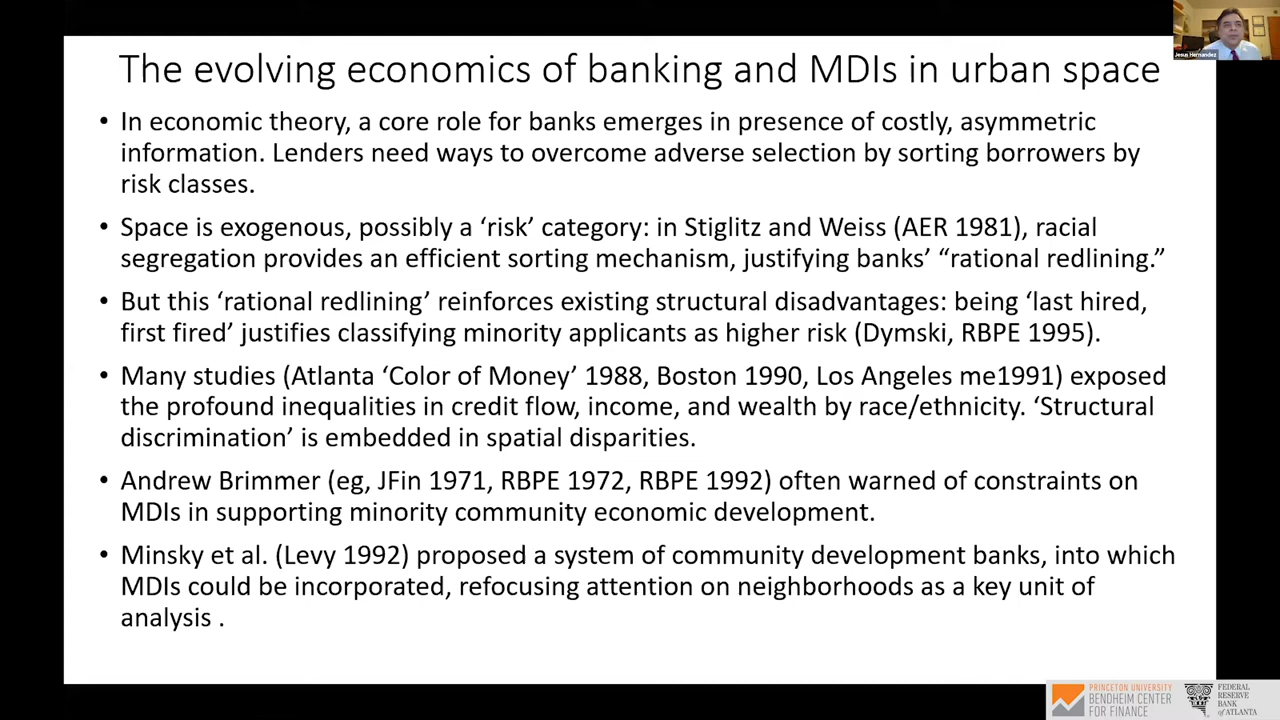 The evolving economics of banking and MDIs in urban space
• In economic theory, a core role for banks emerges in presence of costly, asymmetric
information. Lenders need ways to overcome adverse selection by sorting borrowers by
risk classes.
• Space is exogenous, possibly a ‘risk’ category: in Stiglitz and Weiss (AER 1981), racial
segregation provides an efficient sorting mechanism, justifying banks’ “rational redlining.”
• But this ‘rational redlining’ reinforces existing structural disadvantages: being ‘last hired,
first fired’ justifies classifying minority applicants as higher risk (Dymski, RBPE 1995).
• Many studies (Atlanta ‘Color of Money’ 1988, Boston 1990, Los Angeles me1991) exposed
the profound inequalities in credit flow, income, and wealth by race/ethnicity. ‘Structural
discrimination’ is embedded in spatial disparities.
• Andrew Brimmer (eg, JFin 1971, RBPE 1972, RBPE 1992) often warned of constraints on
MDIs in supporting minority community economic development.
• Minsky et al. (Levy 1992) proposed a system of community development banks, into which
MDIs could be incorporated, refocusing attention on neighborhoods as a key unit of
analysis .
Jesus Hernandez
PRINCETON UNIVERSITY
BENDHEIM CENTER
FOR FINANCE
FEDERAL
RESERVE
BANK
of ATLANTA